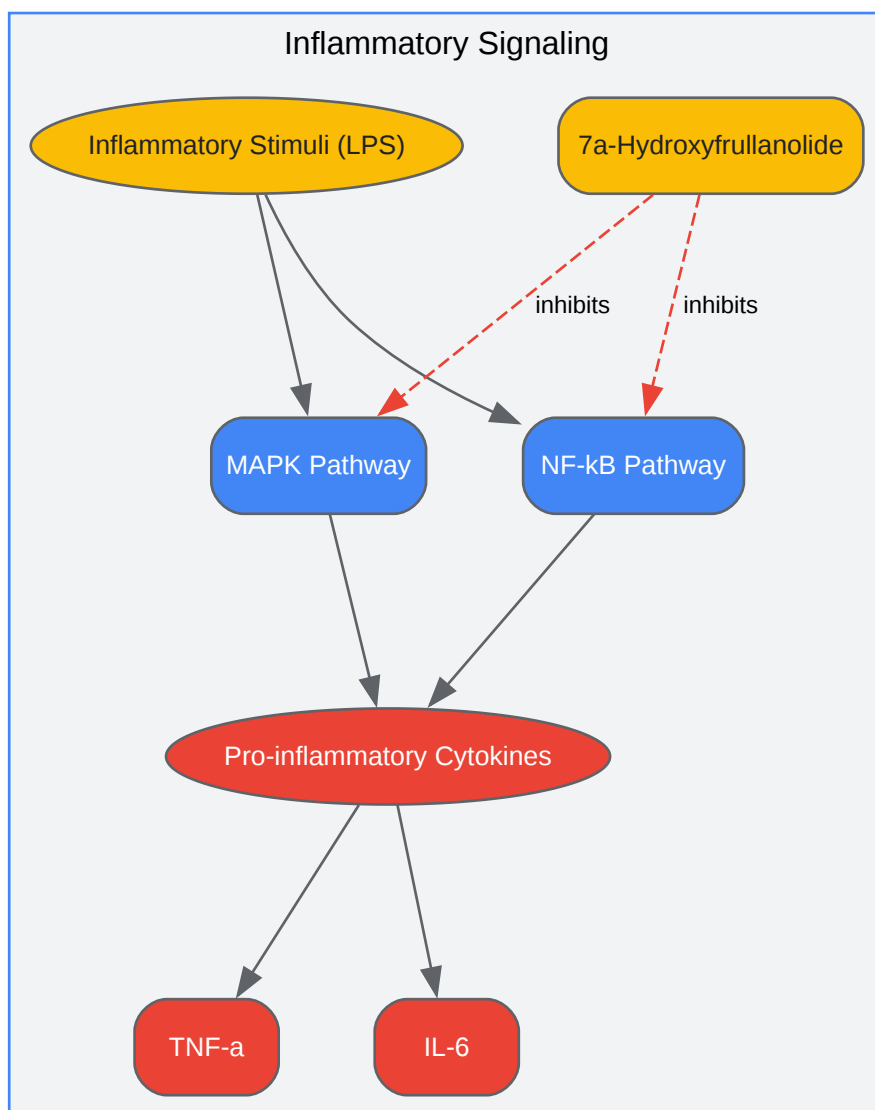 Inflammatory Signaling
Inflammatory Stimuli (LPS)
7a-Hydroxyfrullanolide
inhibits
inhibits
MAPK Pathway
NF-kB Pathway
Pro-inflammatory Cytokines
TNF-a
IL-6